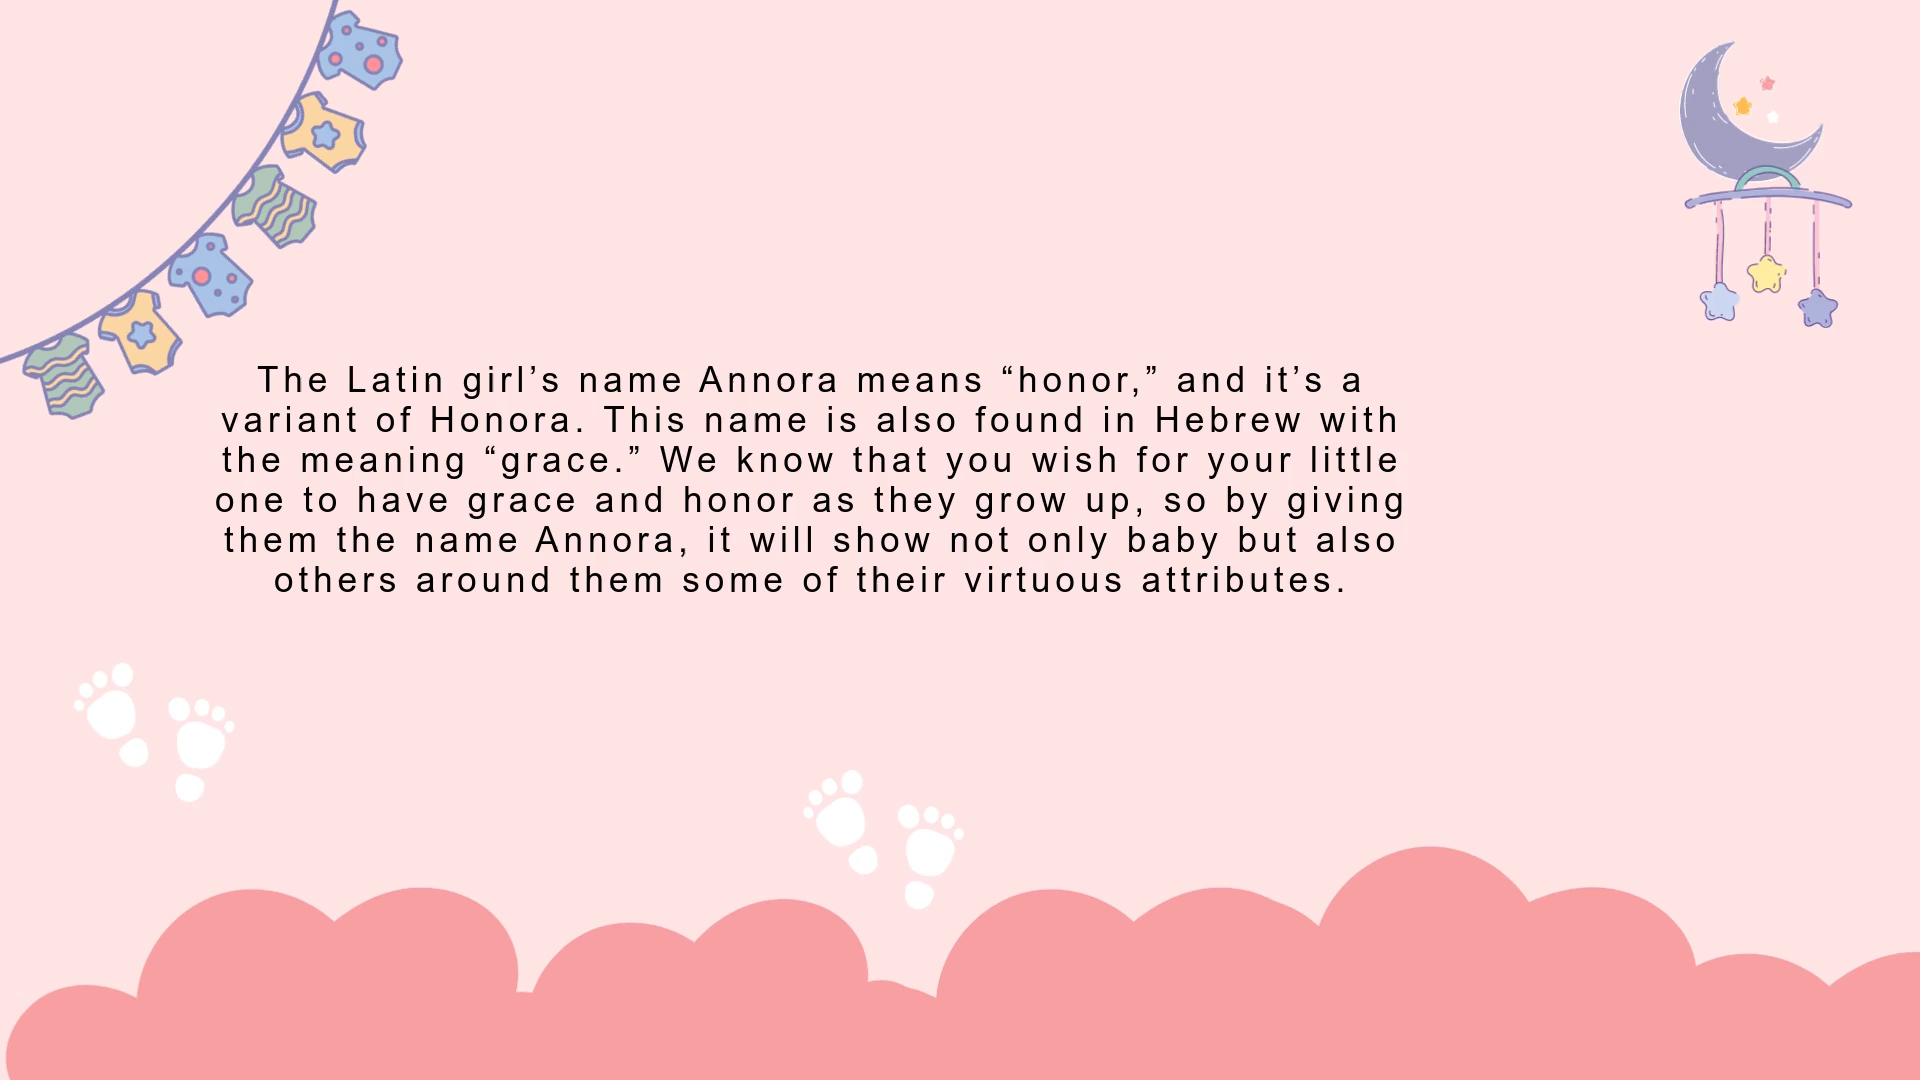 The Latin girl’s name Annora means “honor,” and it’s a
variant of Honora. This name is also found in Hebrew with
the meaning “grace.” We know that you wish for your little
one to have grace and honor as they grow up, so by giving
them the name Annora, it will show not only baby but also
others around them some of their virtuous attributes.